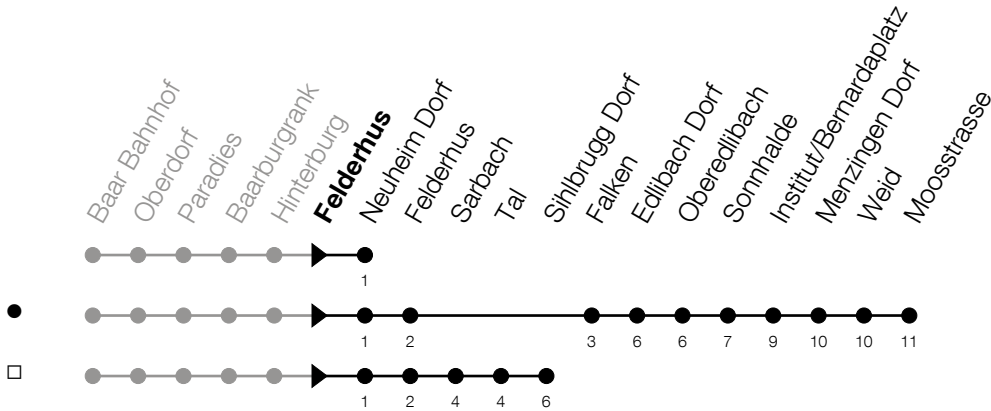 Baar Bahnhof
Oberdorf
Paradies
Baarburgrank
Hinterburg
Felderhus
Neuheim Dorf
Felderhus
Sarbach
Tal
Sihlbrugg Dorf
Falken
Edlibach Dorf
Oberedlibach
Sonnhalde
Institut/Bernardaplatz
Menzingen Dorf
Weid
Moosstrasse
1
1 2 3 6 6 7 9 10 10 11
1 2 4 4 6